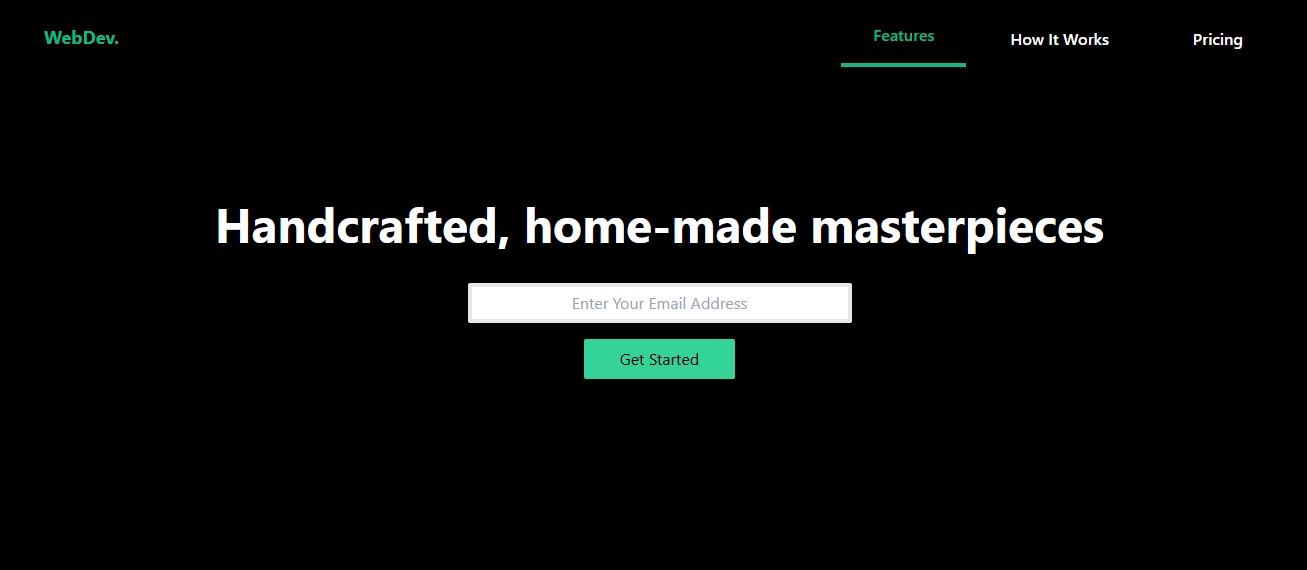 WebDev.
Features
How It Works
Pricing
Handcrafted, home-made masterpieces
Enter Your Email Address
Get Started